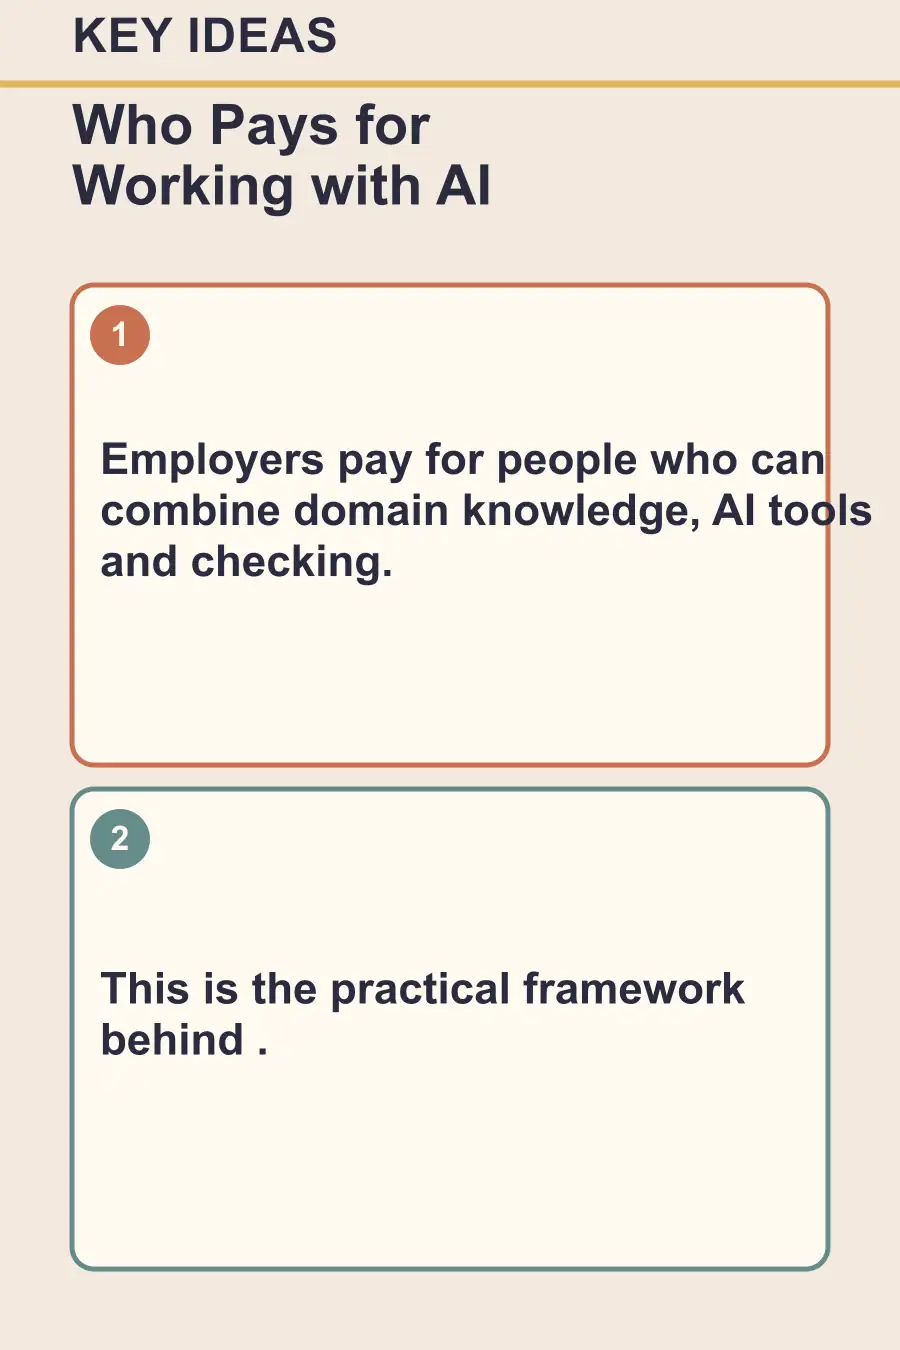 KEY IDEAS
Who Pays for
Working with AI
1
Employers pay for people who can
combine domain knowledge, AI tools
and checking.
2
This is the practical framework
behind .